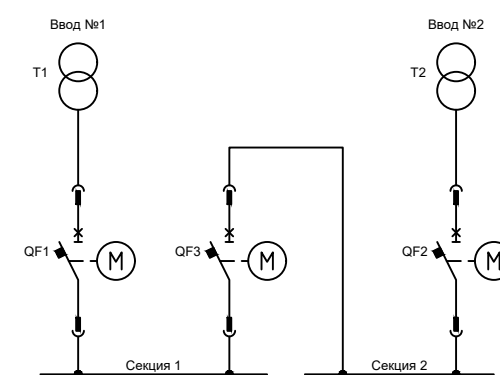 Ввод №1
Ввод №2
T1
T2
QF1
M
QF3
M
QF2
M
Секция 1
Секция 2